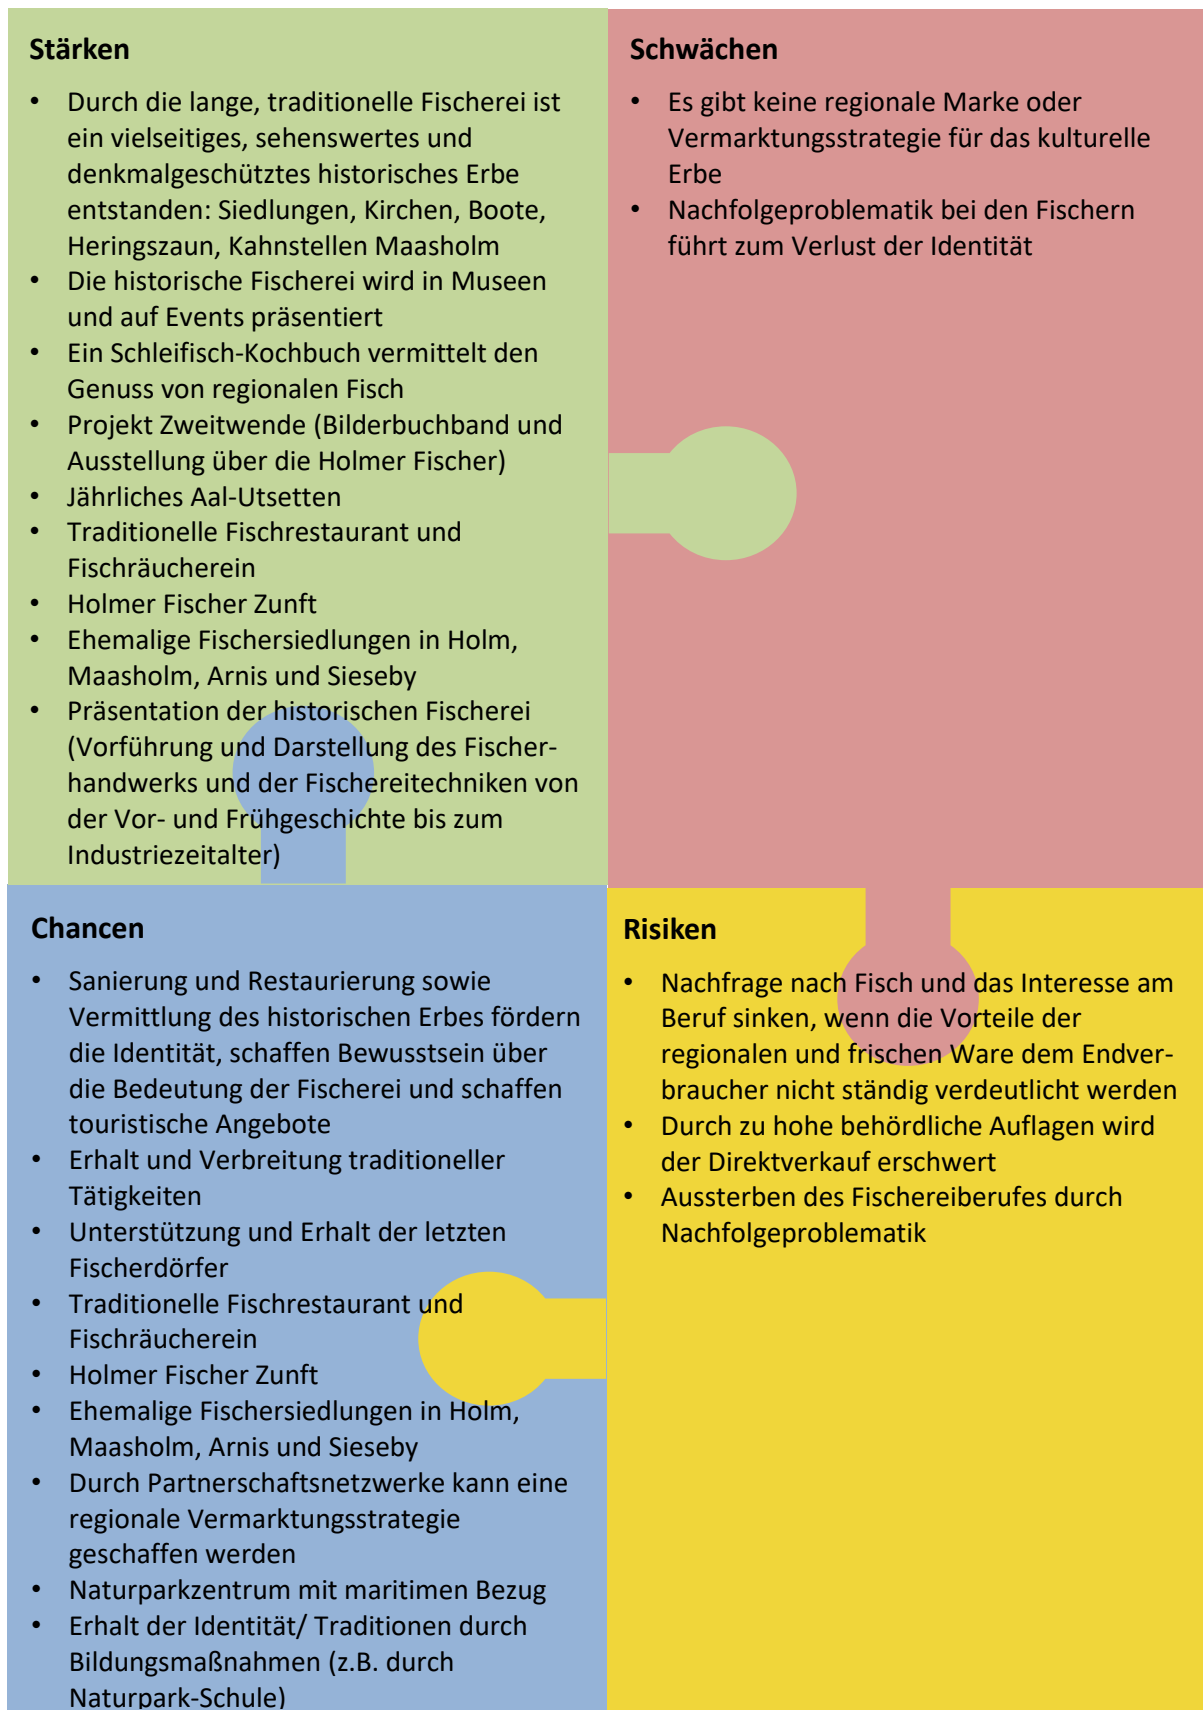 Stärken
• Durch die lange, traditionelle Fischerei ist
ein vielseitiges, sehenswertes und
denkmalgeschütztes historisches Erbe
entstanden: Siedlungen, Kirchen, Boote,
Heringszaun, Kahnstellen Maasholm
• Die historische Fischerei wird in Museen
und auf Events präsentiert
• Ein Schleifisch-Kochbuch vermittelt den
Genuss von regionalen Fisch
• Projekt Zweitwende (Bilderbuchband und
Ausstellung über die Holmer Fischer)
• Jährliches Aal-Utsetten
• Traditionelle Fischrestaurant und
Fischräucherein
• Holmer Fischer Zunft
• Ehemalige Fischersiedlungen in Holm,
Maasholm, Arnis und Sieseby
• Präsentation der historischen Fischerei
(Vorführung und Darstellung des Fischer-
handwerks und der Fischereitechniken von
der Vor- und Frühgeschichte bis zum
Industriezeitalter)
Schwächen
• Es gibt keine regionale Marke oder
Vermarktungsstrategie für das kulturelle
Erbe
• Nachfolgeproblematik bei den Fischern
führt zum Verlust der Identität
Chancen
• Sanierung und Restaurierung sowie
Vermittlung des historischen Erbes fördern
die Identität, schaffen Bewusstsein über
die Bedeutung der Fischerei und schaffen
touristische Angebote
• Erhalt und Verbreitung traditioneller
Tätigkeiten
• Unterstützung und Erhalt der letzten
Fischerdörfer
• Traditionelle Fischrestaurant und
Fischräucherein
• Holmer Fischer Zunft
• Ehemalige Fischersiedlungen in Holm,
Maasholm, Arnis und Sieseby
• Durch Partnerschaftsnetzwerke kann eine
regionale Vermarktungsstrategie
geschaffen werden
• Naturparkzentrum mit maritimen Bezug
• Erhalt der Identität/ Traditionen durch
Bildungsmaßnahmen (z.B. durch
Naturpark-Schule)
Risiken
• Nachfrage nach Fisch und das Interesse am
Beruf sinken, wenn die Vorteile der
regionalen und frischen Ware dem Endver-
braucher nicht ständig verdeutlicht werden
• Durch zu hohe behördliche Auflagen wird
der Direktverkauf erschwert
• Aussterben des Fischereiberufes durch
Nachfolgeproblematik